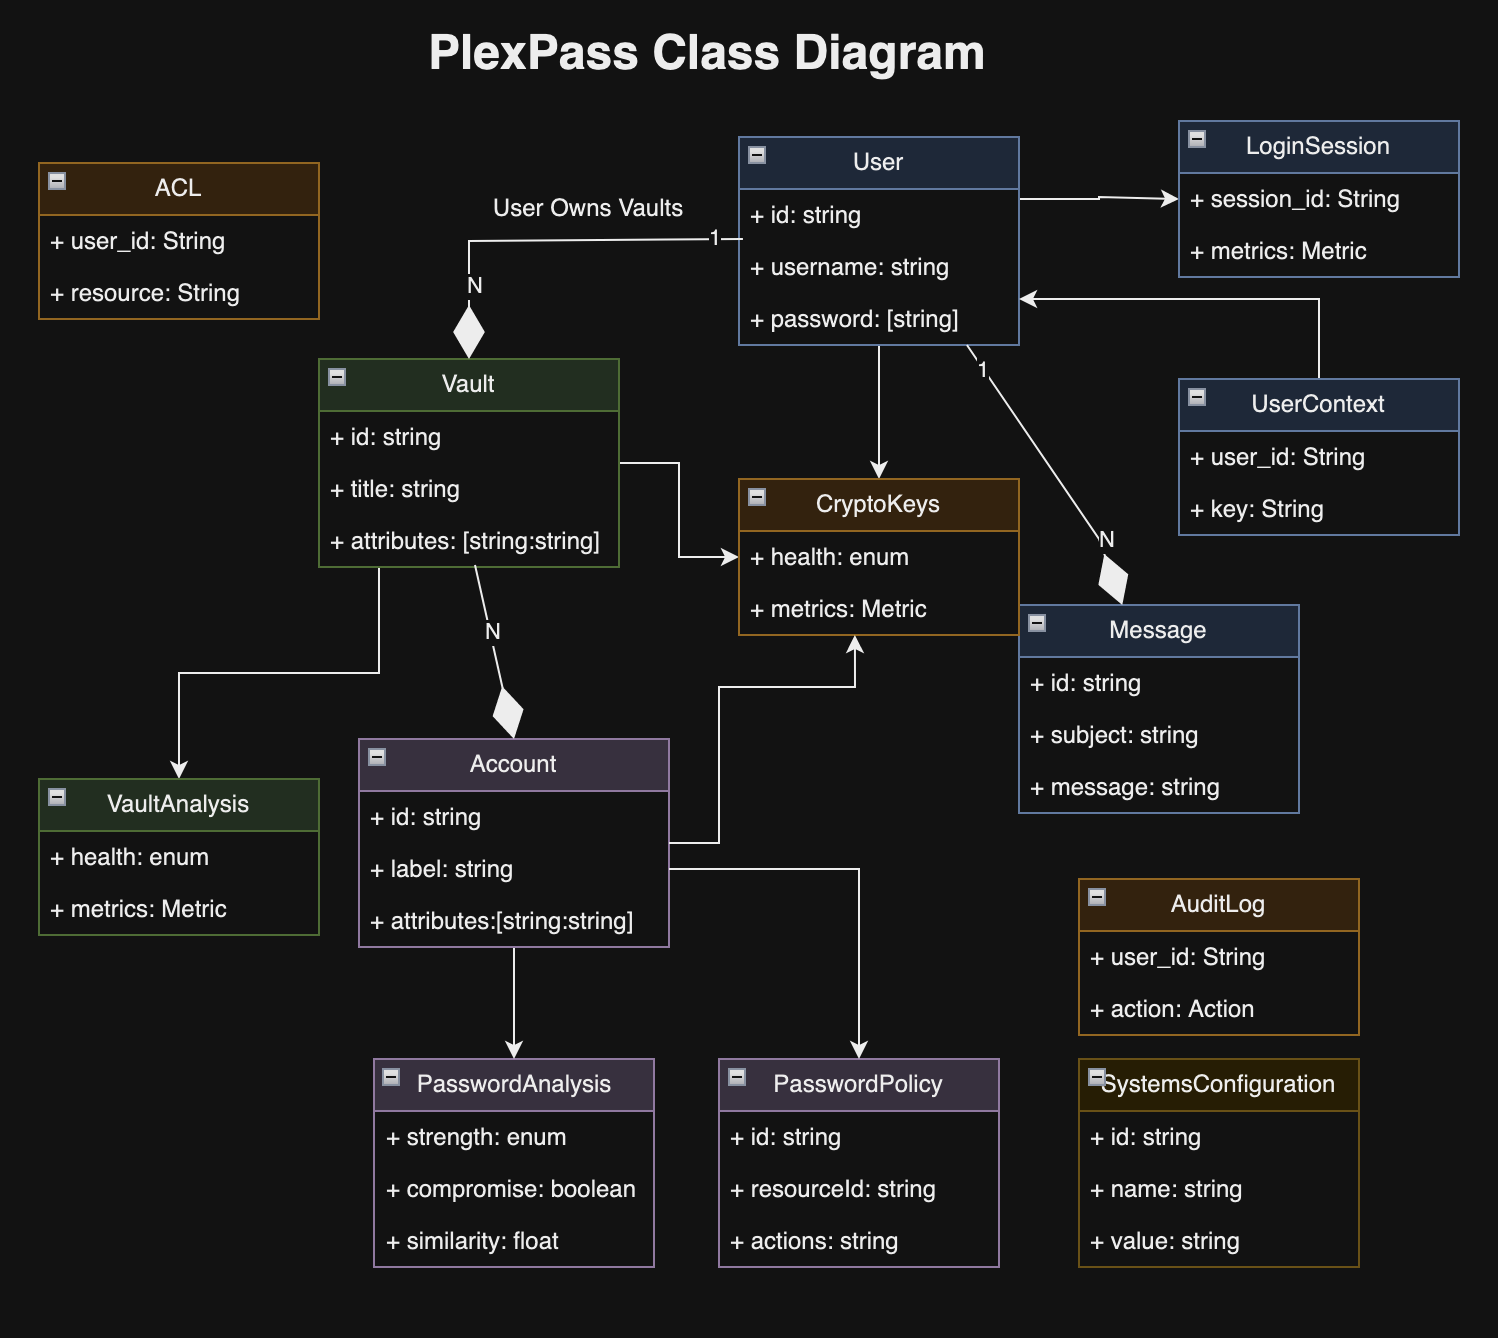 PlexPass Class Diagram
ACL
+ user_id: String
+ resource: String
User Owns Vaults
1
N
User
+ id: string
+ username: string
+ password: [string]
LoginSession
+ session_id: String
+ metrics: Metric
Vault
+ id: string
+ title: string
+ attributes: [string:string]
1
N
UserContext
+ user_id: String
+ key: String
CryptoKeys
+ health: enum
+ metrics: Metric
Message
+ id: string
+ subject: string
+ message: string
N
Account
+ id: string
+ label: string
+ attributes:[string:string]
VaultAnalysis
+ health: enum
+ metrics: Metric
AuditLog
+ user_id: String
+ action: Action
PasswordAnalysis
+ strength: enum
+ compromise: boolean
+ similarity: float
PasswordPolicy
+ id: string
+ resourceId: string
+ actions: string
SystemsConfiguration
+ id: string
+ name: string
+ value: string